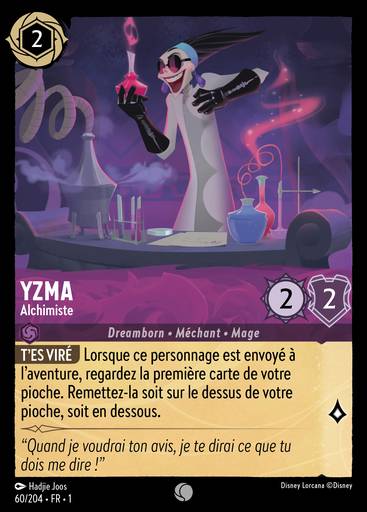 2
YZMA
Alchimiste
2 2
Dreamborn • Méchant • Mage
T'ES VIRÉ Lorsque ce personnage est envoyé à
l'aventure, regardez la première carte de votre
pioche. Remettez-la soit sur le dessus de votre
pioche, soit en dessous.
“Quand je voudrai ton avis, je te dirai ce que tu
dois me dire !”
Hadjie Joos
Disney Lorcana ©Disney
60/204 • FR • 1